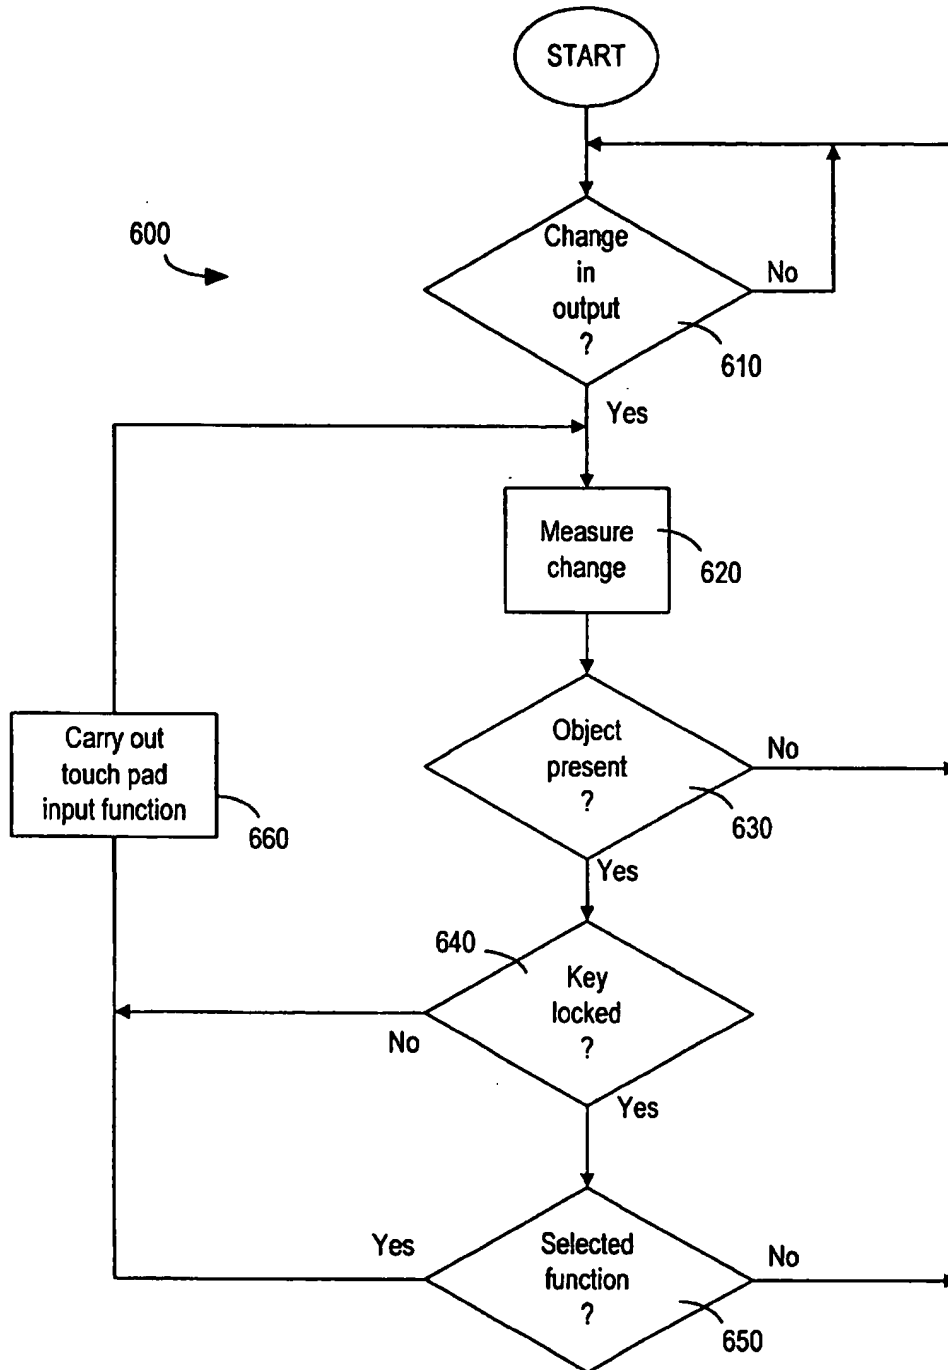 START
600
Change
in
output
?
No
610
Yes
Measure
change
620
Object
present
?
No
630
Yes
Carry out
touch pad
input function
660
640
Key
locked
?
No
Yes
Selected
function
?
Yes
No
650